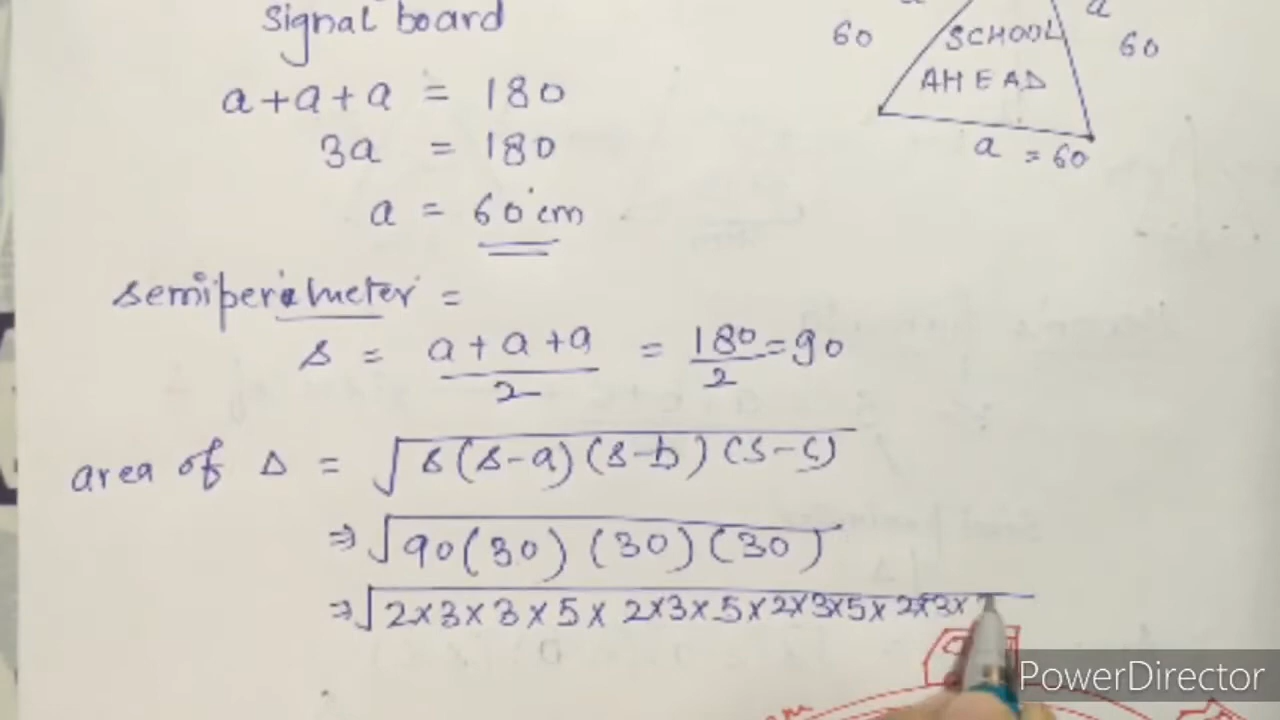 Signal board
a+a+a = 180
3a = 180
a = 60 cm
a
a
60
60
SCHOOL
AHEAD
a = 60
semiperimeter =
s = a+a+a/2 = 180/2 = 90
area of Δ = √s(s-a)(s-b)(s-c)
⇒ √90(30)(30)(30)
⇒ √2×3×3×5×2×3×5×2×3×5×2×3×
PowerDirector